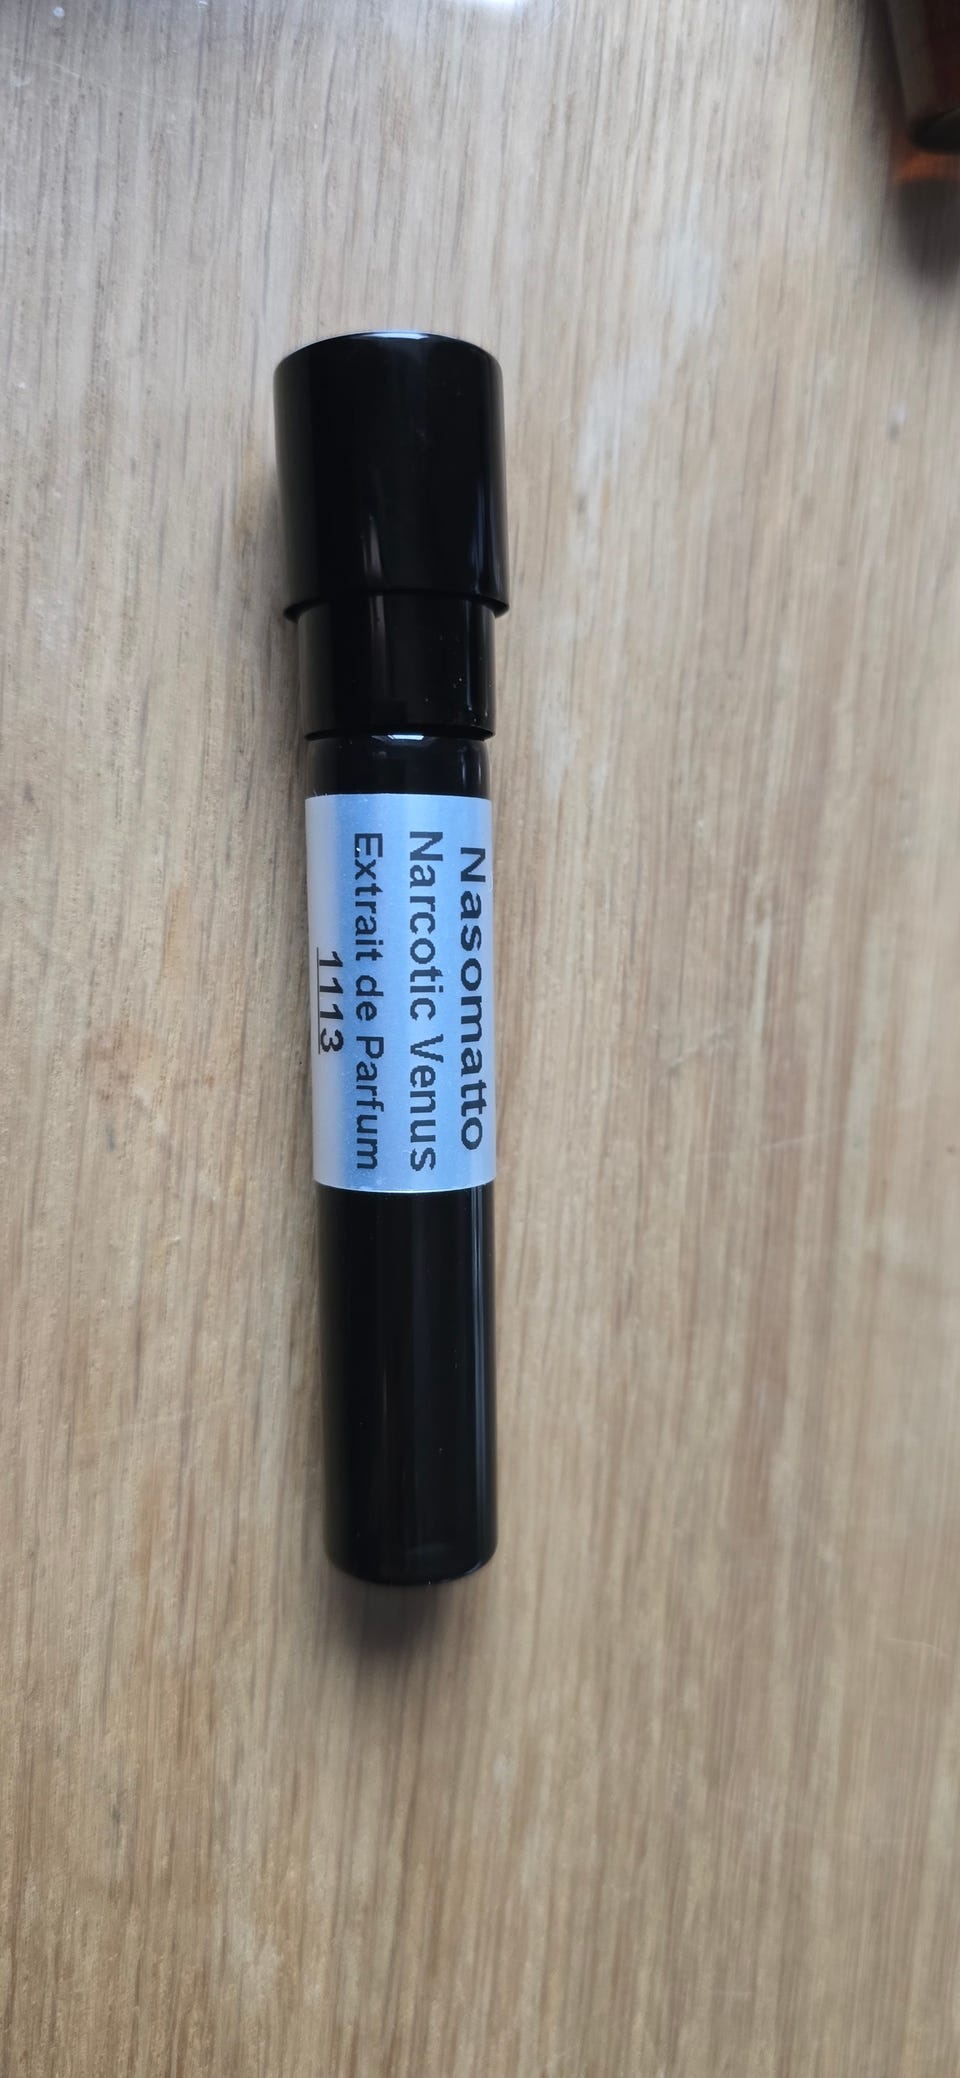 Nasomatto
Narcotic Venus
Extrait de Parfum
1113